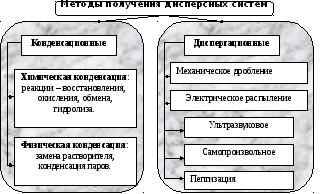 Методы получения дисперсных систем
Конденсационные
Химическая конденсация:
реакции – восстановления,
окисления, обмена,
гидролиза.
Физическая конденсация:
замена растворителя,
конденсация паров.
Диспергационные
Механическое дробление
Электрическое распыление
Ультразвуковое
Самопроизвольное
Пептизация